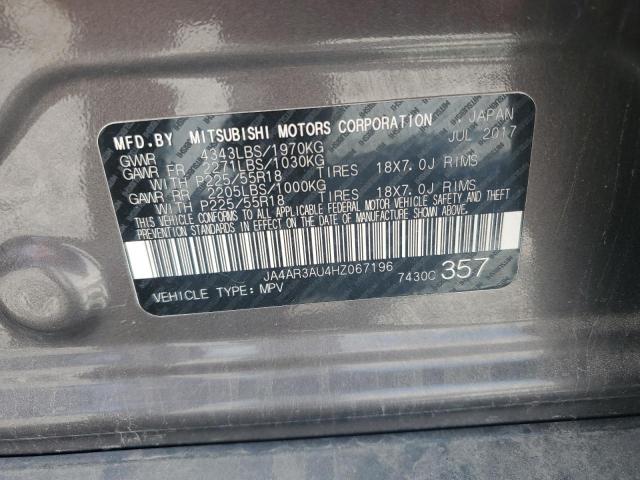 MFD.BY MITSUBISHI MOTORS CORPORATION JAPAN
GVWR 4343LBS/1970KG JUL 2017
GAWR FR 2271LBS/1030KG
WITH P225/55R18 TIRES 18X7.0J RIMS
GAWR RR 2205LBS/1000KG
WITH P225/55R18 TIRES 18X7.0J RIMS
THIS VEHICLE CONFORMS TO ALL APPLICABLE FEDERAL MOTOR VEHICLE SAFETY AND
THEFT PREVENTION STANDARDS IN EFFECT ON THE DATE OF MANUFACTURE SHOWN ABOVE.
JA4AR3AU4HZ067196 7430C 357
VEHICLE TYPE: MPV